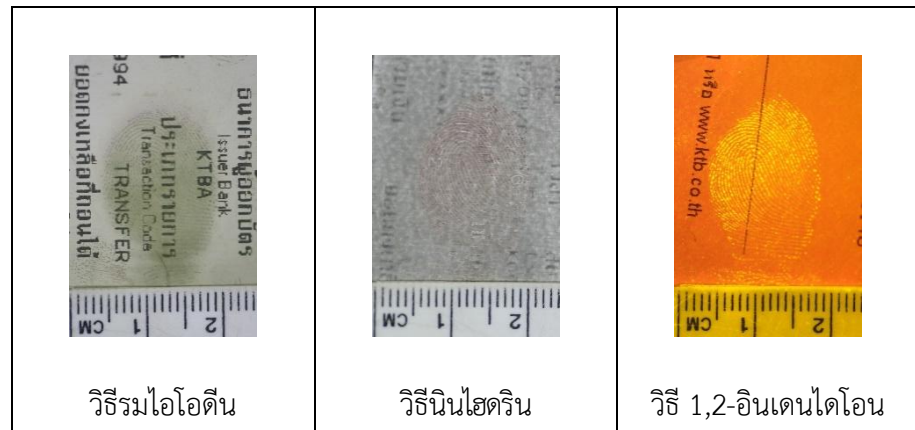 ธนาคารผู้ออกบัตร
Issuer Bank
KTBA
ประเภทรายการ
Transaction Code
TRANSFER
994
ยอดคงเหลือที่ถอนได้
CM 1 2
CM 1 2
หรือ www.ktb.co.th
CM 1 2
วิธีรมไอโอดีน
วิธีนินไฮดริน
วิธี 1,2-อินเดนไดโอน